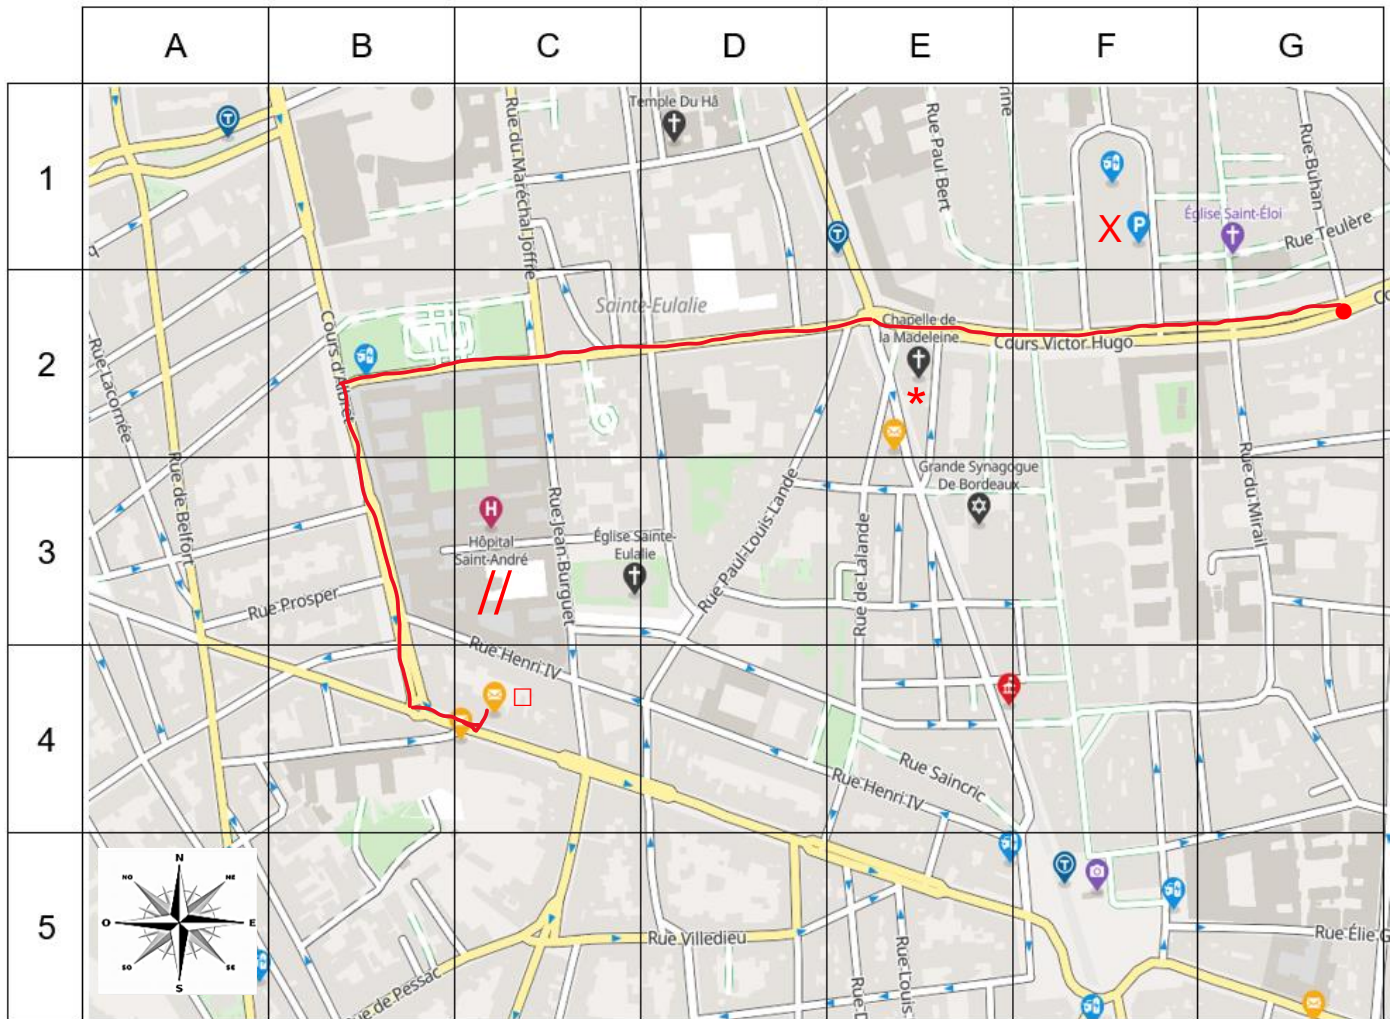 A B C D E F G
1
2
3
4
5
Temple Du Hâ
Rue du Maréchal Joffre
Rue Paul Bert
Rue Buhan
Église Saint-Éloi
Rue Teulère
X
P
T
T
Sainte-Eulalie
Chapelle de
la Madeleine
Cours Victor Hugo
Cours d'Albret
Rue Lacornée
*
Rue de Belfort
Grande Synagogue
De Bordeaux
H
Hôpital
Saint-André
Église Sainte-
Eulalie
Rue Jean Burguet
Rue Paul-Louis Lande
Rue de Lalande
Rue du Mirail
//
Rue Prosper
Rue Henri IV
Rue Saincric
Rue Henri IV
N
NO NE
O E
SO SE
S
T
Rue Villedieu
Rue Louis
Rue Élie G
ue de Pessac